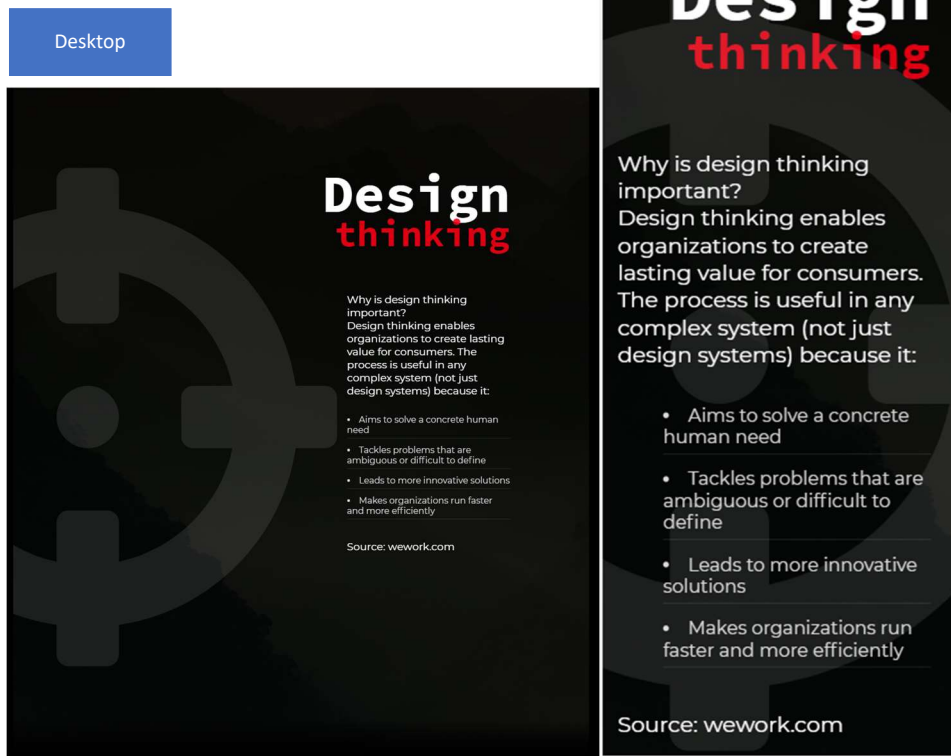 Desktop
Design
thinking
Why is design thinking
important?
Design thinking enables
organizations to create lasting
value for consumers. The
process is useful in any
complex system (not just
design systems) because it:
• Aims to solve a concrete human
need
• Tackles problems that are
ambiguous or difficult to define
• Leads to more innovative solutions
• Makes organizations run faster
and more efficiently
Source: wework.com
Design
thinking
Why is design thinking
important?
Design thinking enables
organizations to create
lasting value for consumers.
The process is useful in any
complex system (not just
design systems) because it:
• Aims to solve a concrete
human need
• Tackles problems that are
ambiguous or difficult to
define
• Leads to more innovative
solutions
• Makes organizations run
faster and more efficiently
Source: wework.com